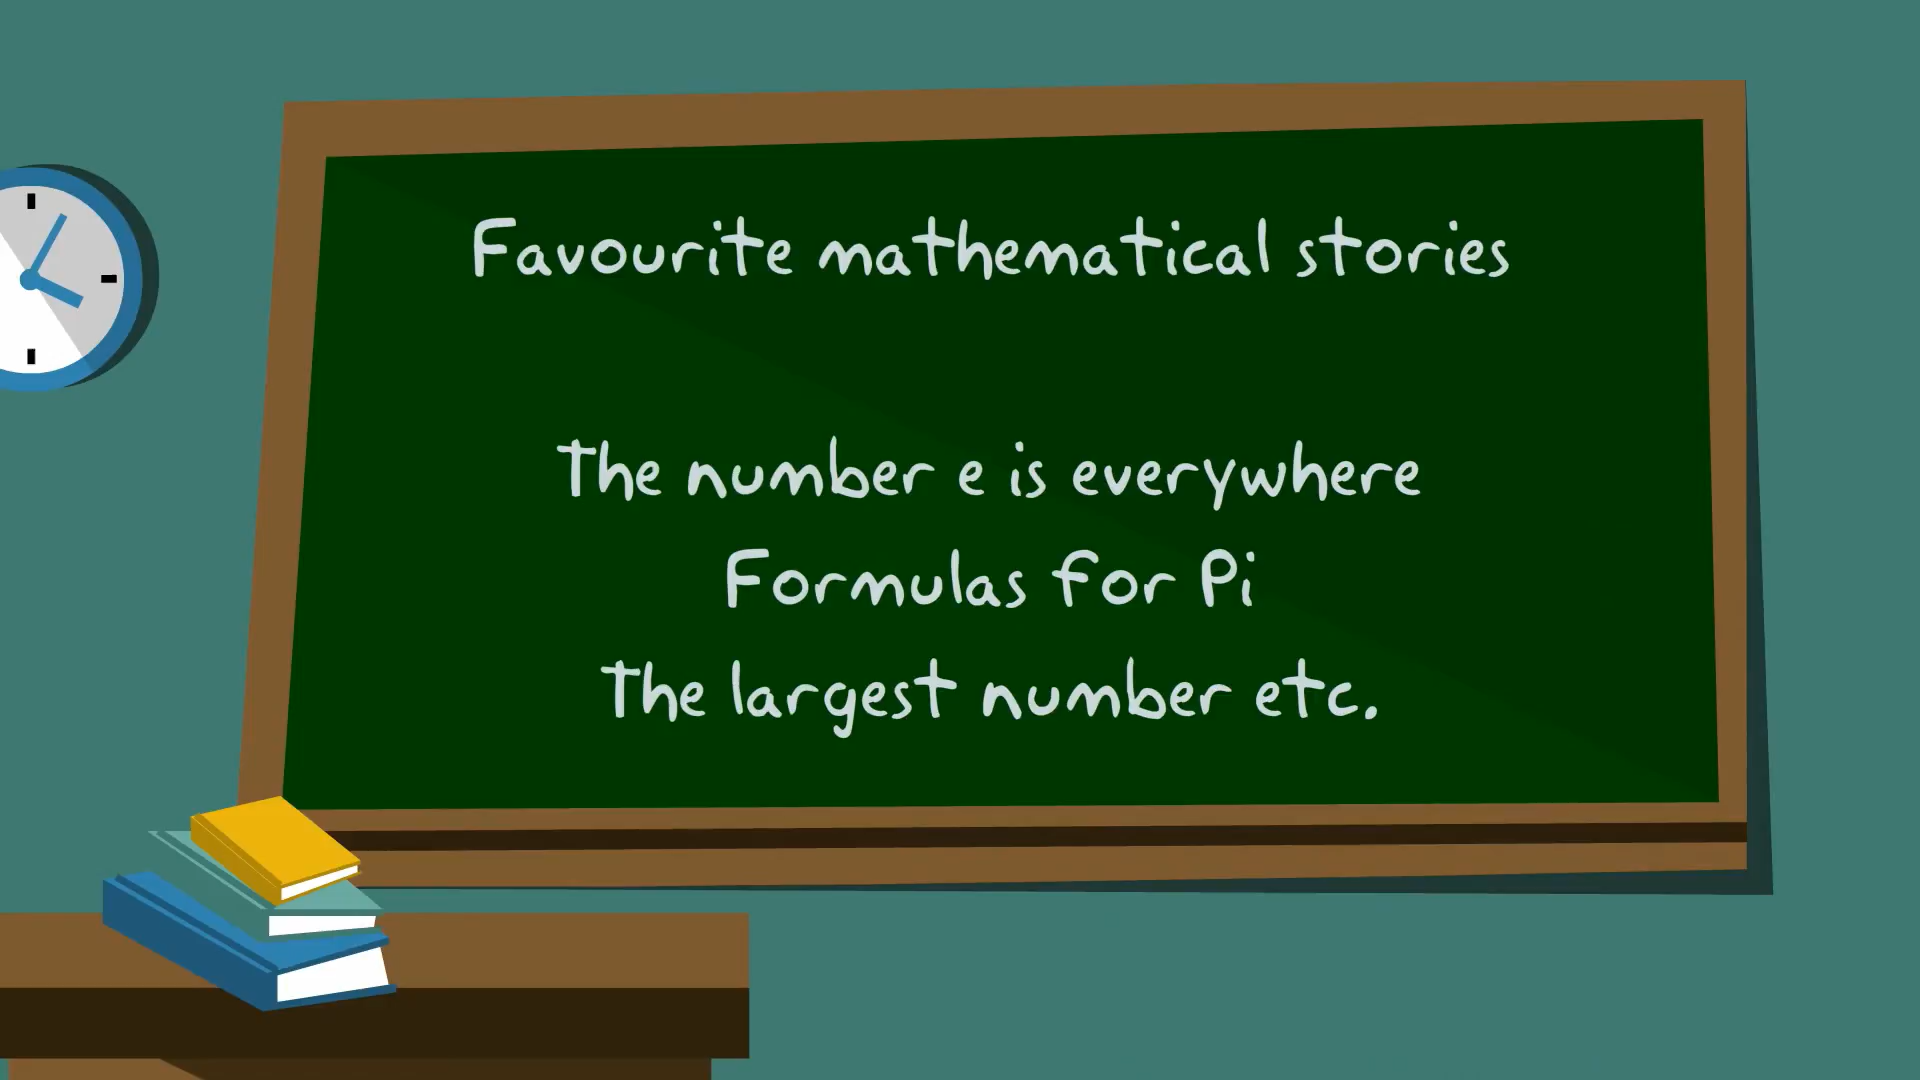 Favourite mathematical stories
The number e is everywhere
Formulas for Pi
The largest number etc.